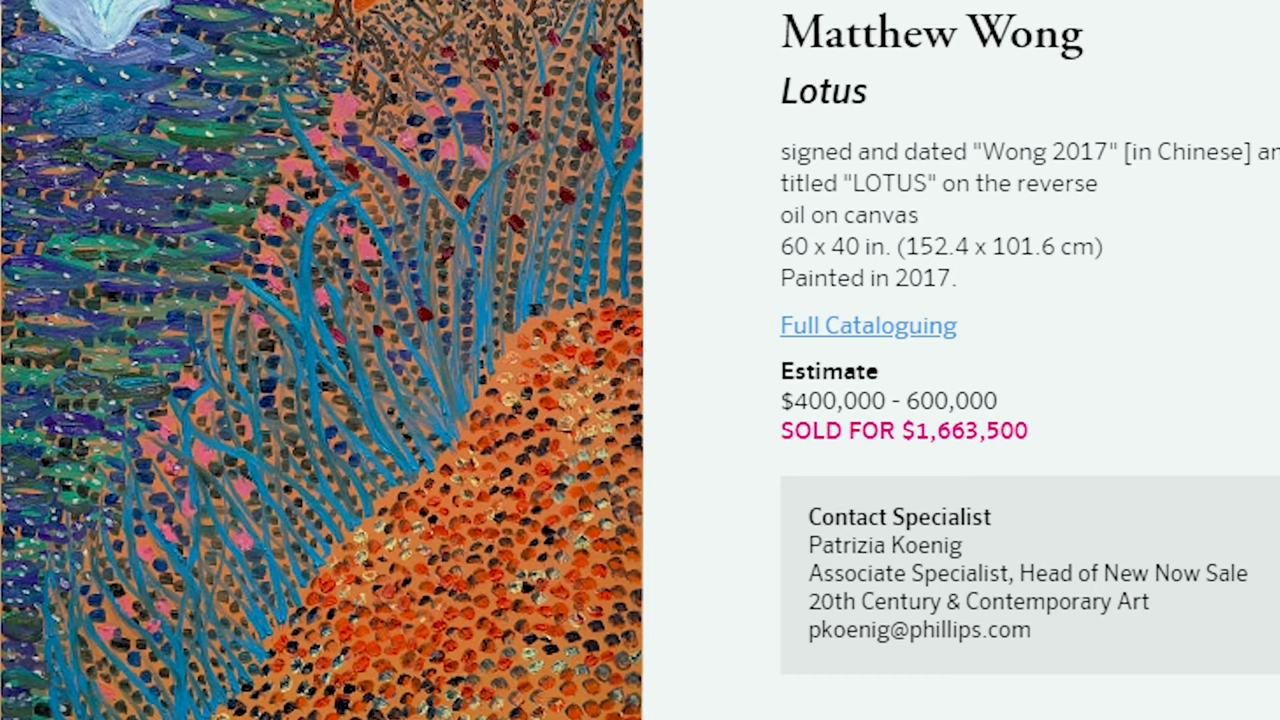 Matthew Wong
Lotus
signed and dated "Wong 2017" [in Chinese] an
titled "LOTUS" on the reverse
oil on canvas
60 x 40 in. (152.4 x 101.6 cm)
Painted in 2017.
Full Cataloguing
Estimate
$400,000 - 600,000
SOLD FOR $1,663,500
Contact Specialist
Patrizia Koenig
Associate Specialist, Head of New Now Sale
20th Century & Contemporary Art
pkoenig@phillips.com